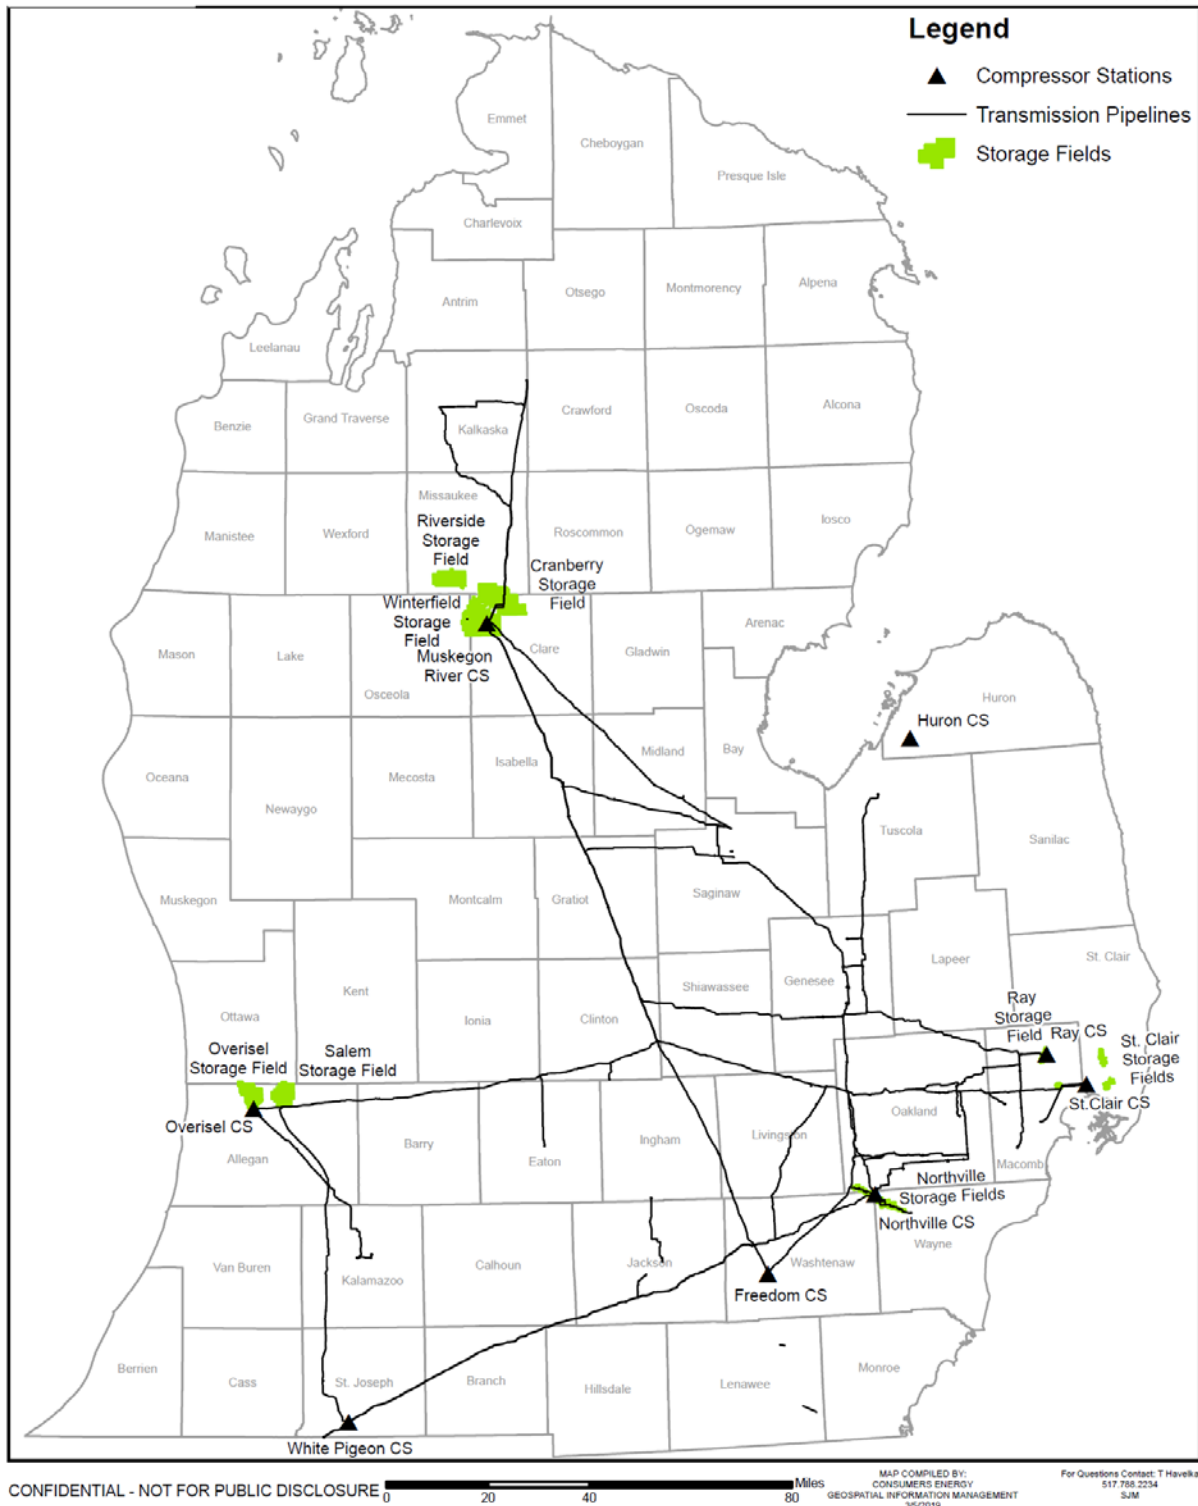 Legend
Compressor Stations
Transmission Pipelines
Storage Fields
Emmet
Cheboygan
Presque Isle
Charlevoix
Antrim
Otsego
Montmorency
Alpena
Leelanau
Benzie
Grand Traverse
Kalkaska
Crawford
Oscoda
Alcona
Manistee
Wexford
Missaukee
Roscommon
Ogemaw
Iosco
Riverside
Storage
Field
Cranberry
Storage
Field
Winterfield
Storage
Field
Muskegon
River CS
Mason
Lake
Osceola
Clare
Gladwin
Arenac
Huron
Huron CS
Oceana
Newaygo
Mecosta
Isabella
Midland
Bay
Tuscola
Sanilac
Muskegon
Montcalm
Gratiot
Saginaw
Genesee
Lapeer
St. Clair
Ottawa
Kent
Ionia
Clinton
Shiawassee
Ray
Storage
Field
Ray CS
St. Clair
Storage
Fields
St.Clair CS
Overisel
Storage Field
Salem
Storage Field
Overisel CS
Allegan
Barry
Eaton
Ingham
Livingston
Oakland
Macomb
Northville
Storage Fields
Northville CS
Wayne
Van Buren
Kalamazoo
Calhoun
Jackson
Washtenaw
Freedom CS
Berrien
Cass
St. Joseph
Branch
Hillsdale
Lenawee
Monroe
White Pigeon CS
CONFIDENTIAL - NOT FOR PUBLIC DISCLOSURE
Miles
0 20 40 80
MAP COMPILED BY:
CONSUMERS ENERGY
GEOSPATIAL INFORMATION MANAGEMENT
3/5/2019
For Questions Contact: T Havelka
517.788.2234
SJM